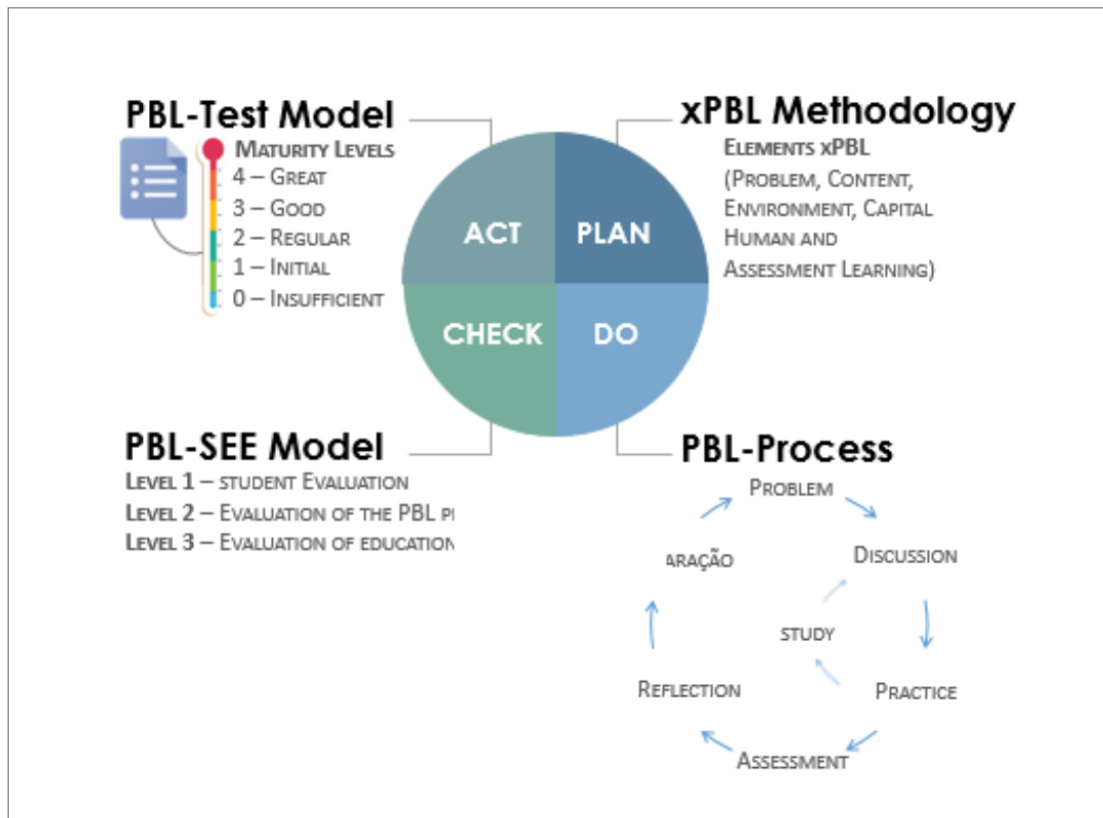 PBL-Test Model
MATURITY LEVELS
4 – GREAT
3 – GOOD
2 – REGULAR
1 – INITIAL
0 – INSUFFICIENT
xPBL Methodology
ELEMENTS XPBL
(PROBLEM, CONTENT,
ENVIRONMENT, CAPITAL
HUMAN AND
ASSESSMENT LEARNING)
ACT
PLAN
CHECK
DO
PBL-SEE Model
LEVEL 1 – STUDENT EVALUATION
LEVEL 2 – EVALUATION OF THE PBL
LEVEL 3 – EVALUATION OF EDUCATION
PBL-Process
PROBLEM
DISCUSSION
ARAÇÃO
STUDY
REFLECTION
PRACTICE
ASSESSMENT